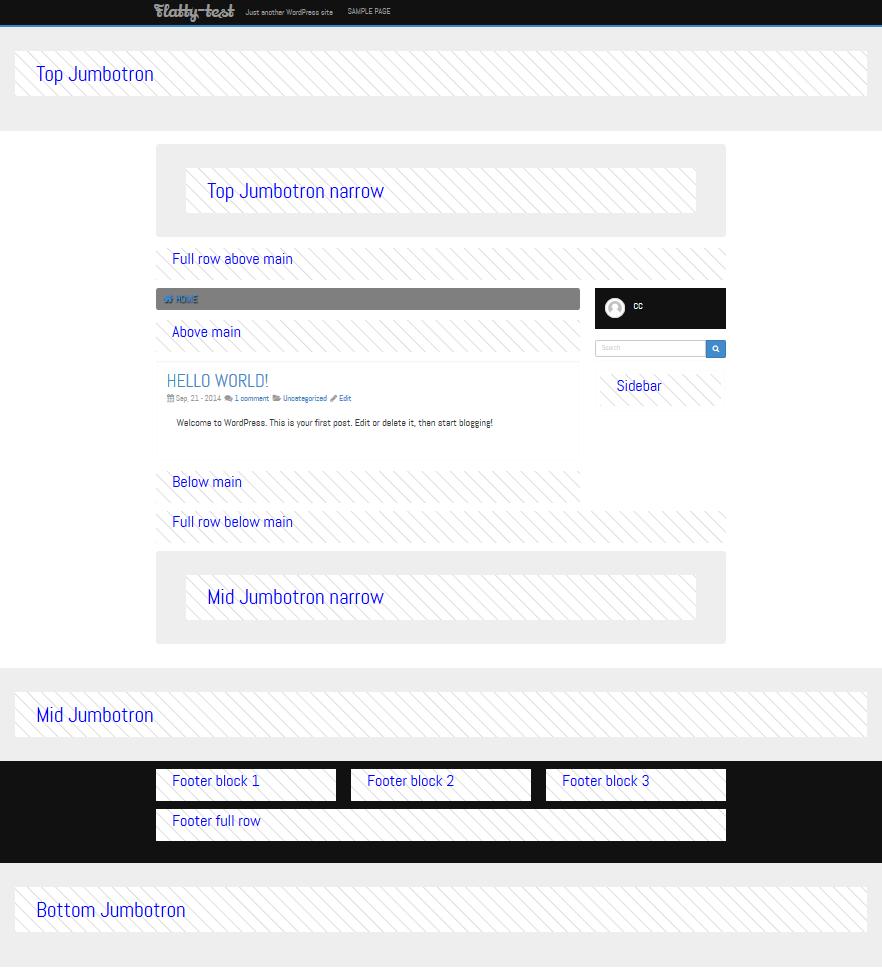 Flatty-test Just another WordPress site SAMPLE PAGE
Top Jumbotron
Top Jumbotron narrow
Full row above main
HOME
cc
Above main
Search
HELLO WORLD!
Sidebar
Sep, 21 - 2014 1 comment Uncategorized Edit
Welcome to WordPress. This is your first post. Edit or delete it, then start blogging!
Below main
Full row below main
Mid Jumbotron narrow
Mid Jumbotron
Footer block 1 Footer block 2 Footer block 3
Footer full row
Bottom Jumbotron